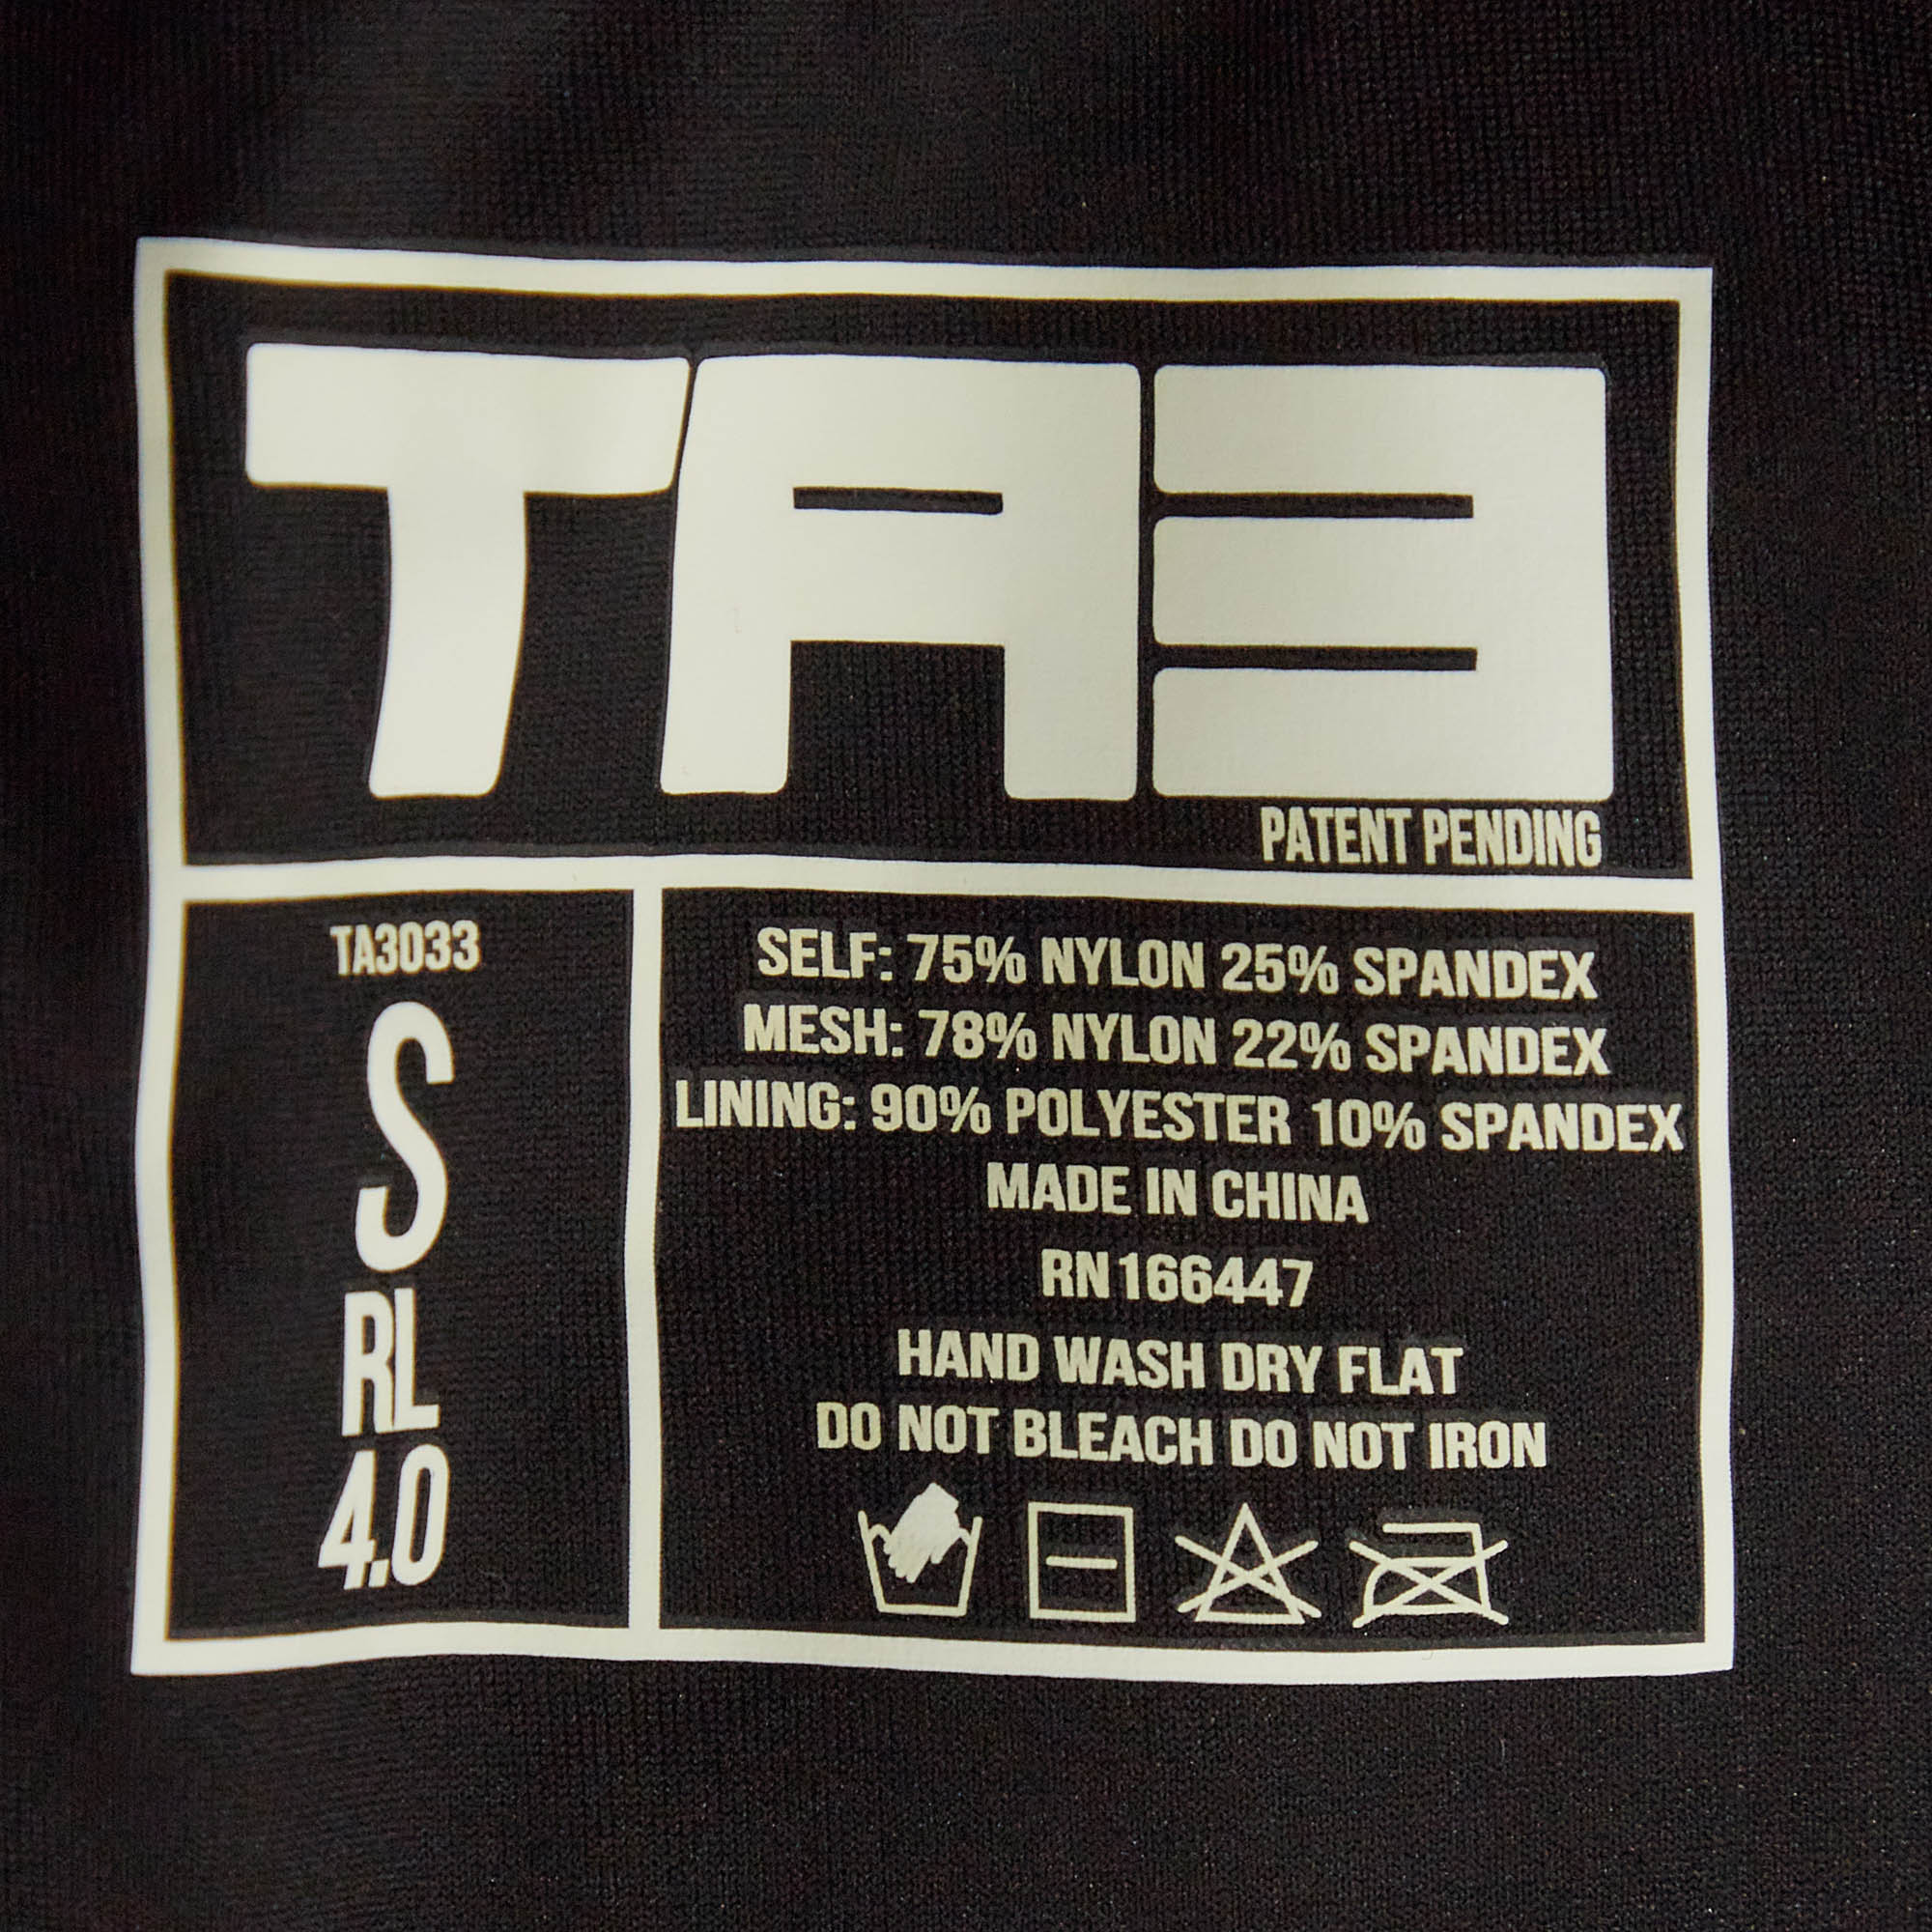 TA3
PATENT PENDING
TA3033
S
RL
4.0
SELF: 75% NYLON 25% SPANDEX
MESH: 78% NYLON 22% SPANDEX
LINING: 90% POLYESTER 10% SPANDEX
MADE IN CHINA
RN166447
HAND WASH DRY FLAT
DO NOT BLEACH DO NOT IRON